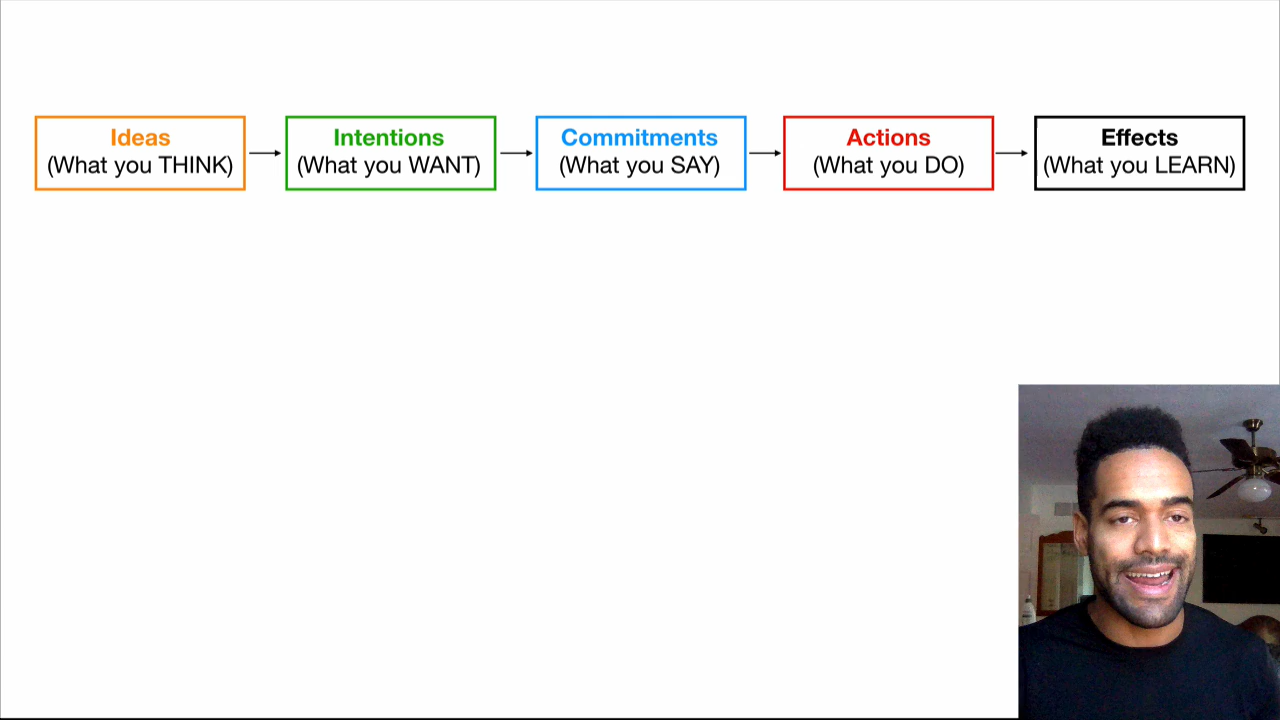 Ideas
(What you THINK)
Intentions
(What you WANT)
Commitments
(What you SAY)
Actions
(What you DO)
Effects
(What you LEARN)